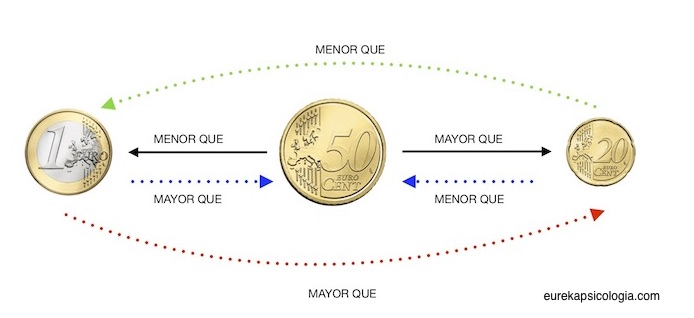 MENOR QUE
MENOR QUE
MAYOR QUE
1
EURO
50
EURO
CENT
20
EURO
CENT
MAYOR QUE
MENOR QUE
MAYOR QUE
eurekapsicologia.com